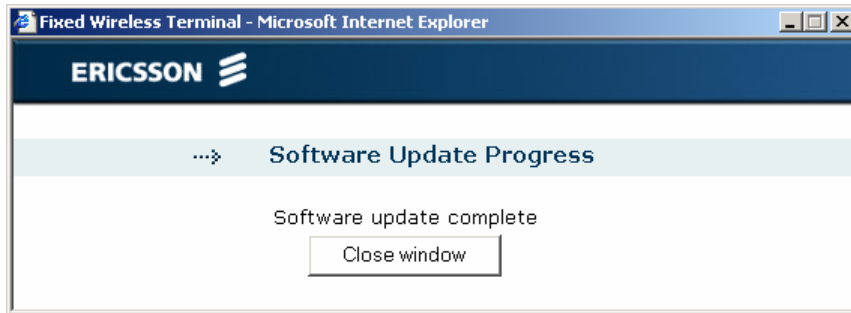 Fixed Wireless Terminal - Microsoft Internet Explorer
ERICSSON
Software Update Progress
Software update complete
Close window